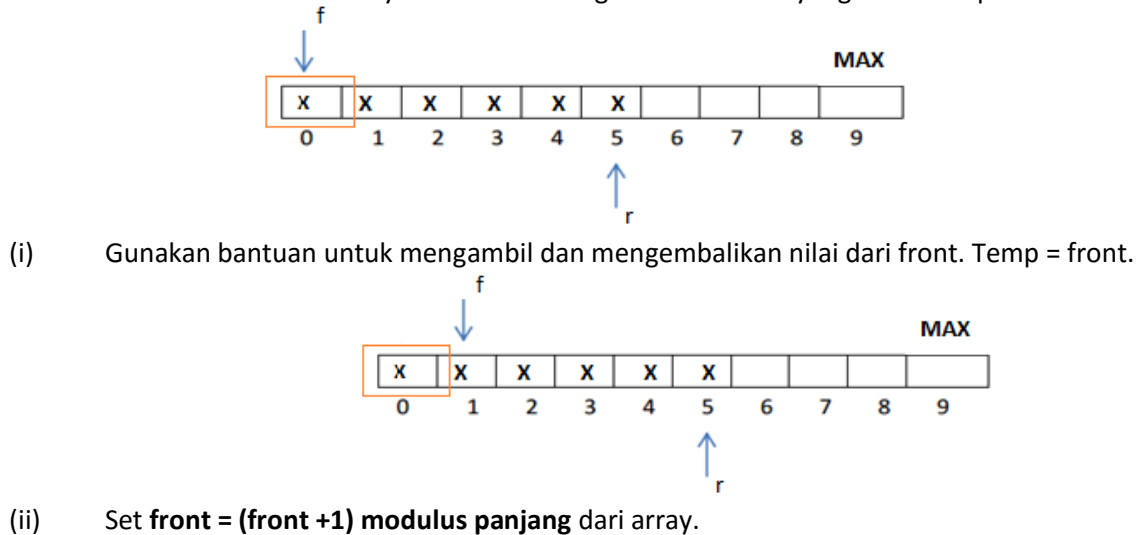 f
MAX
X X X X X X
0 1 2 3 4 5 6 7 8 9
r
(i) Gunakan bantuan untuk mengambil dan mengembalikan nilai dari front. Temp = front.
f
MAX
X X X X X X
0 1 2 3 4 5 6 7 8 9
r
(ii) Set front = (front +1) modulus panjang dari array.